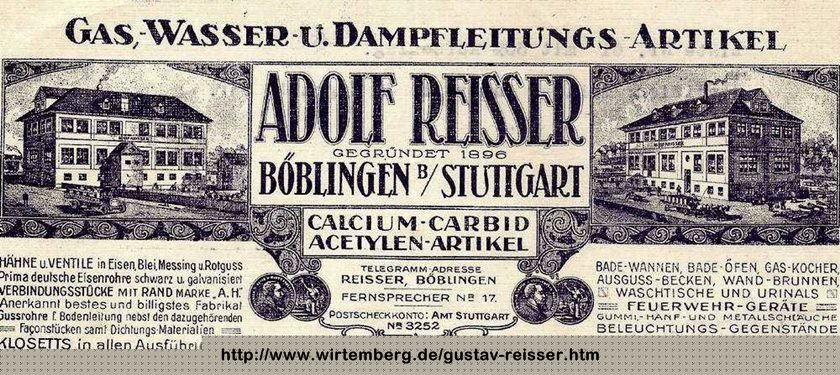 GAS-, WASSER- U. DAMPFLEITUNGS-ARTIKEL
ADOLF REISSER
GEGRÜNDET 1896
BÖBLINGEN B/ STUTTGART
CALCIUM-CARBID
ACETYLEN-ARTIKEL
TELEGRAMM-ADRESSE
REISSER, BÖBLINGEN
FERNSPRECHER No 17.
POSTSCHECKKONTO: AMT STUTTGART
No 3252
HÄHNE u. VENTILE in Eisen, Blei, Messing u. Rotguss
Prima deutsche Eisenrohre schwarz u. galvanisiert
VERBINDUNGSSTÜCKE MIT RAND MARKE „A.H."
Anerkannt bestes und billigstes Fabrikat
Gussrohre f. Bodenleitung nebst den dazugehörenden
Façonstücken samt Dichtungs-Materialien
KLOSETTS in allen Ausführ
BADE-WANNEN, BADE-ÖFEN, GAS-KOCHER
AUSGUSS-BECKEN, WAND-BRUNNEN
WASCHTISCHE UND URINALS
FEUERWEHR-GERÄTE
GUMMI-, HANF- UND METALLSCHLÄUCHE
BELEUCHTUNGS-GEGENSTÄNDE
http://www.wirtemberg.de/gustav-reisser.htm